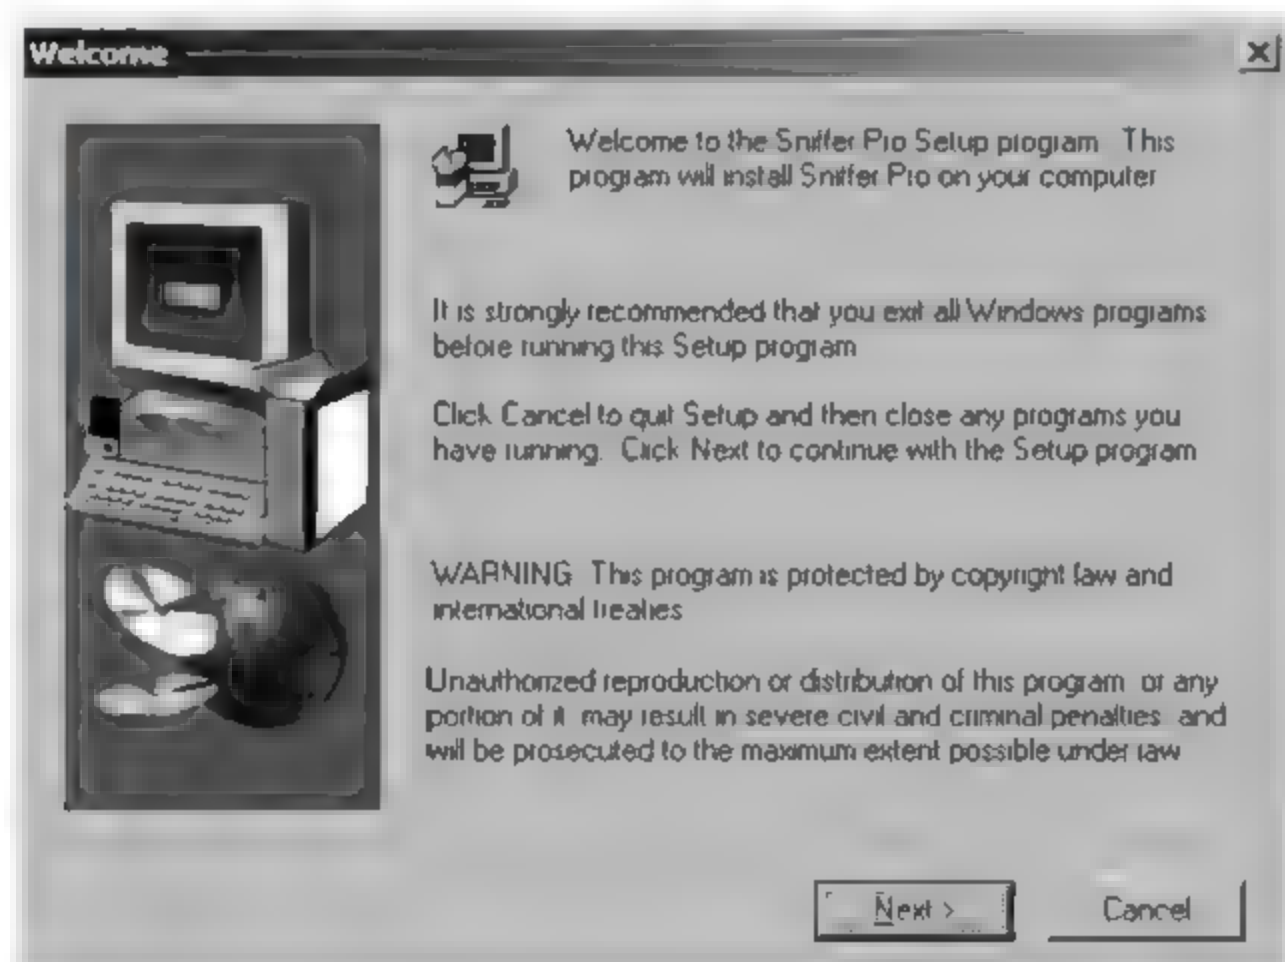 Welcome
Welcome to the Sniffer Pro Setup program. This
program will install Sniffer Pro on your computer.
It is strongly recommended that you exit all Windows programs
before running this Setup program.
Click Cancel to quit Setup and then close any programs you
have running. Click Next to continue with the Setup program.
WARNING: This program is protected by copyright law and
international treaties.
Unauthorized reproduction or distribution of this program, or any
portion of it, may result in severe civil and criminal penalties, and
will be prosecuted to the maximum extent possible under law.
Next >
Cancel